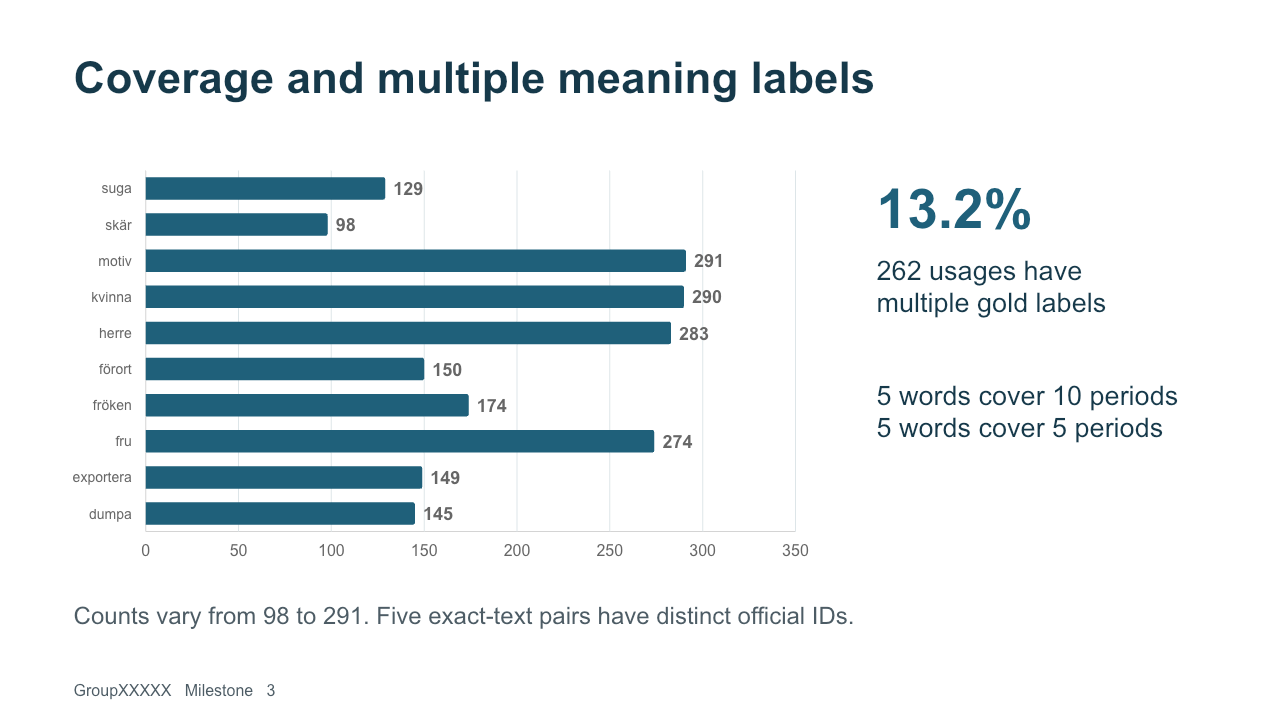 Coverage and multiple meaning labels
suga 129
skär 98
motiv 291
kvinna 290
herre 283
förort 150
fröken 174
fru 274
exportera 149
dumpa 145
0 50 100 150 200 250 300 350
13.2%
262 usages have
multiple gold labels
5 words cover 10 periods
5 words cover 5 periods
Counts vary from 98 to 291. Five exact-text pairs have distinct official IDs.
GroupXXXXX Milestone 3